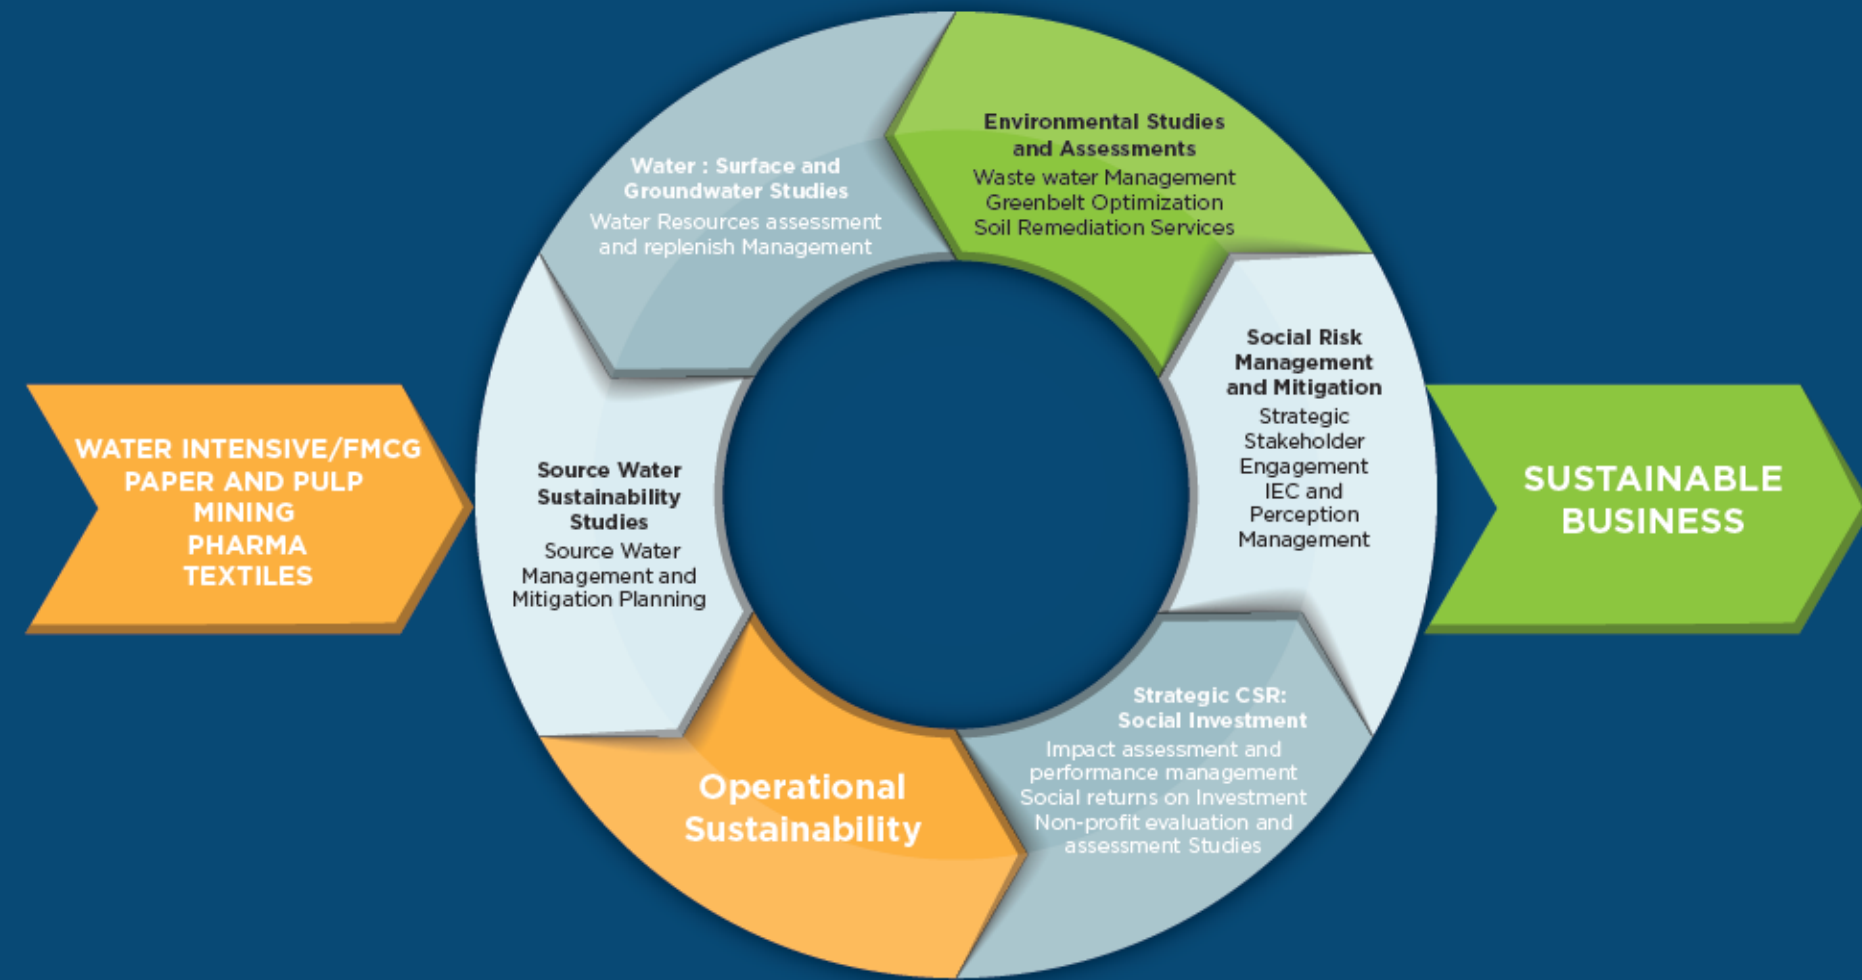 WATER INTENSIVE/FMCG
PAPER AND PULP
MINING
PHARMA
TEXTILES
Water : Surface and
Groundwater Studies
Water Resources assessment
and replenish Management
Environmental Studies
and Assessments
Waste water Management
Greenbelt Optimization
Soil Remediation Services
Social Risk
Management
and Mitigation
Strategic
Stakeholder
Engagement
IEC and
Perception
Management
Strategic CSR:
Social Investment
Impact assessment and
performance management
Social returns on Investment
Non-profit evaluation and
assessment Studies
Operational
Sustainability
Source Water
Sustainability
Studies
Source Water
Management and
Mitigation Planning
SUSTAINABLE
BUSINESS